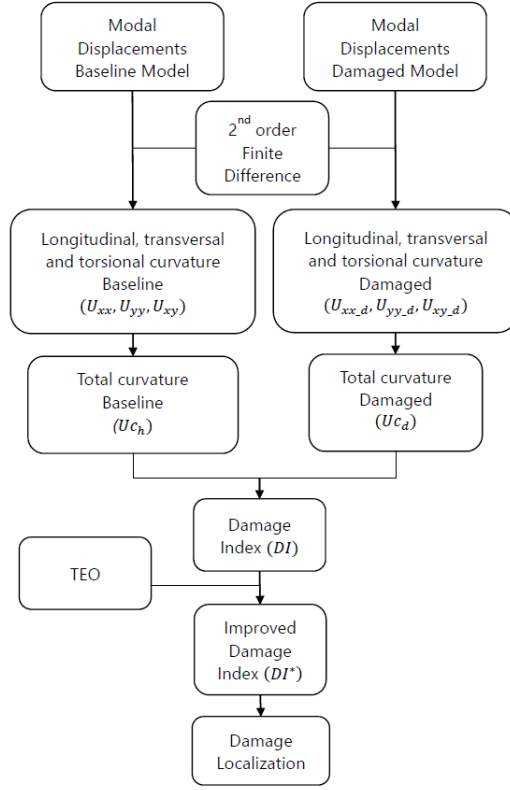 Modal
Displacements
Baseline Model
Modal
Displacements
Damaged Model
2nd order
Finite
Difference
Longitudinal, transversal
and torsional curvature
Baseline
(Uxx, Uyy, Uxy)
Longitudinal, transversal
and torsional curvature
Damaged
(Uxx_d, Uyy_d, Uxy_d)
Total curvature
Baseline
(Uch)
Total curvature
Damaged
(Ucd)
Damage
Index (DI)
TEO
Improved
Damage
Index (DI*)
Damage
Localization